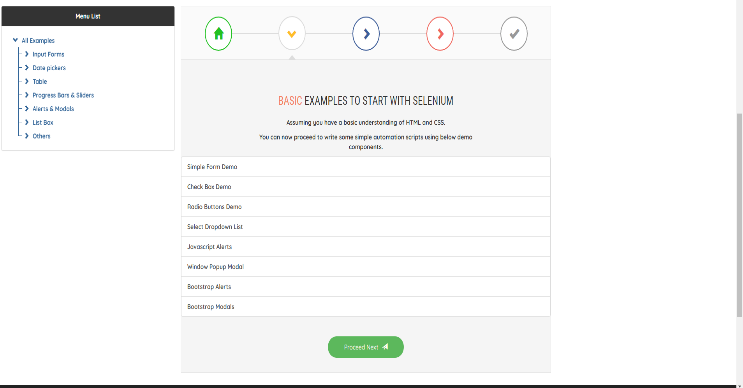 Menu List
All Examples
Input Forms
Date pickers
Table
Progress Bars & Sliders
Alerts & Modals
List Box
Others
BASIC EXAMPLES TO START WITH SELENIUM
Assuming you have a basic understanding of HTML and CSS.
You can now proceed to write some simple automation scripts using below demo
components.
Simple Form Demo
Check Box Demo
Radio Buttons Demo
Select Dropdown List
Javascript Alerts
Window Popup Modal
Bootstrap Alerts
Bootstrap Modals
Proceed Next